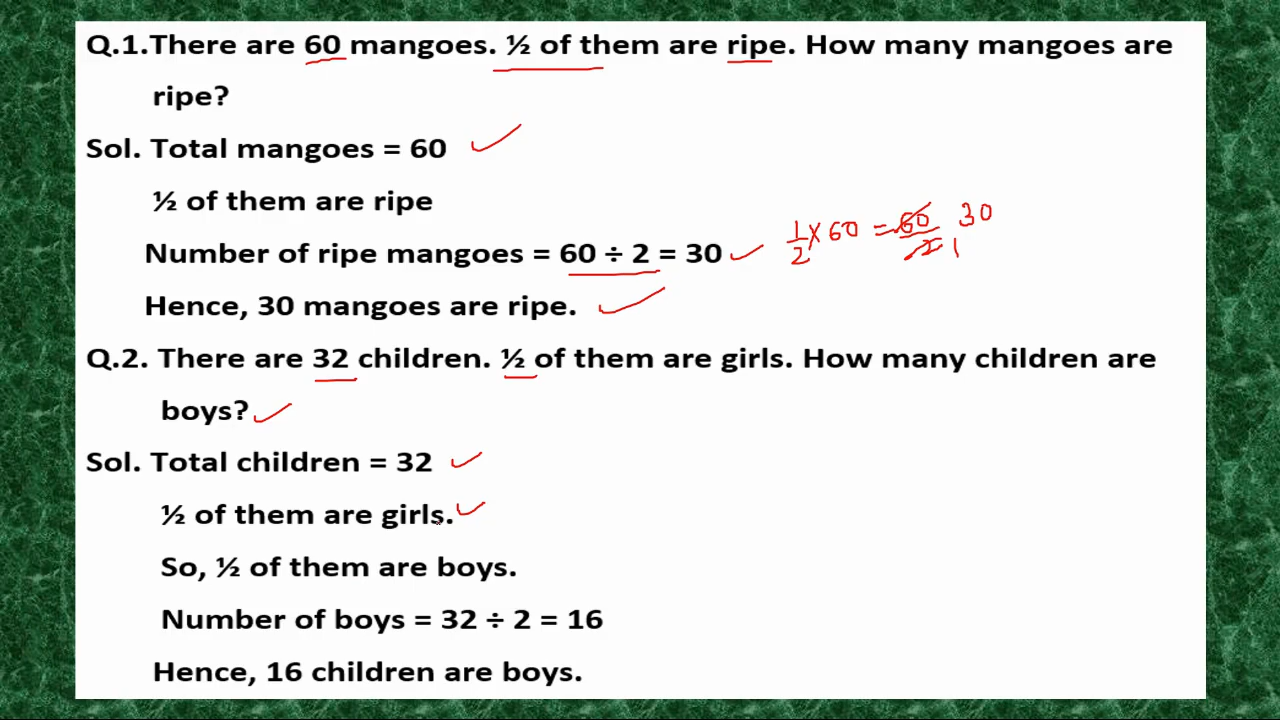 Q.1.There are 60 mangoes. ½ of them are ripe. How many mangoes are
ripe?
Sol. Total mangoes = 60
½ of them are ripe
Number of ripe mangoes = 60 ÷ 2 = 30
1/2 × 60 = 60/2 30 1
Hence, 30 mangoes are ripe.
Q.2. There are 32 children. ½ of them are girls. How many children are
boys?
Sol. Total children = 32
½ of them are girls.
So, ½ of them are boys.
Number of boys = 32 ÷ 2 = 16
Hence, 16 children are boys.